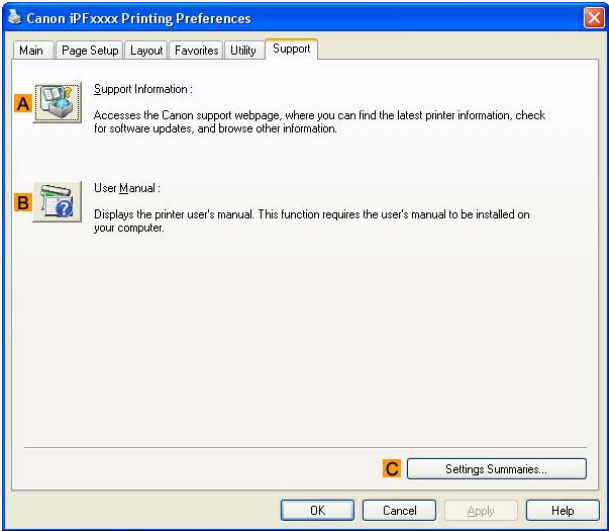 Canon iPFxxxx Printing Preferences
Main Page Setup Layout Favorites Utility Support
A
Support Information :
Accesses the Canon support webpage, where you can find the latest printer information, check
for software updates, and browse other information.
B
User Manual :
Displays the printer user's manual. This function requires the user's manual to be installed on
your computer.
C Settings Summaries...
OK Cancel Apply Help